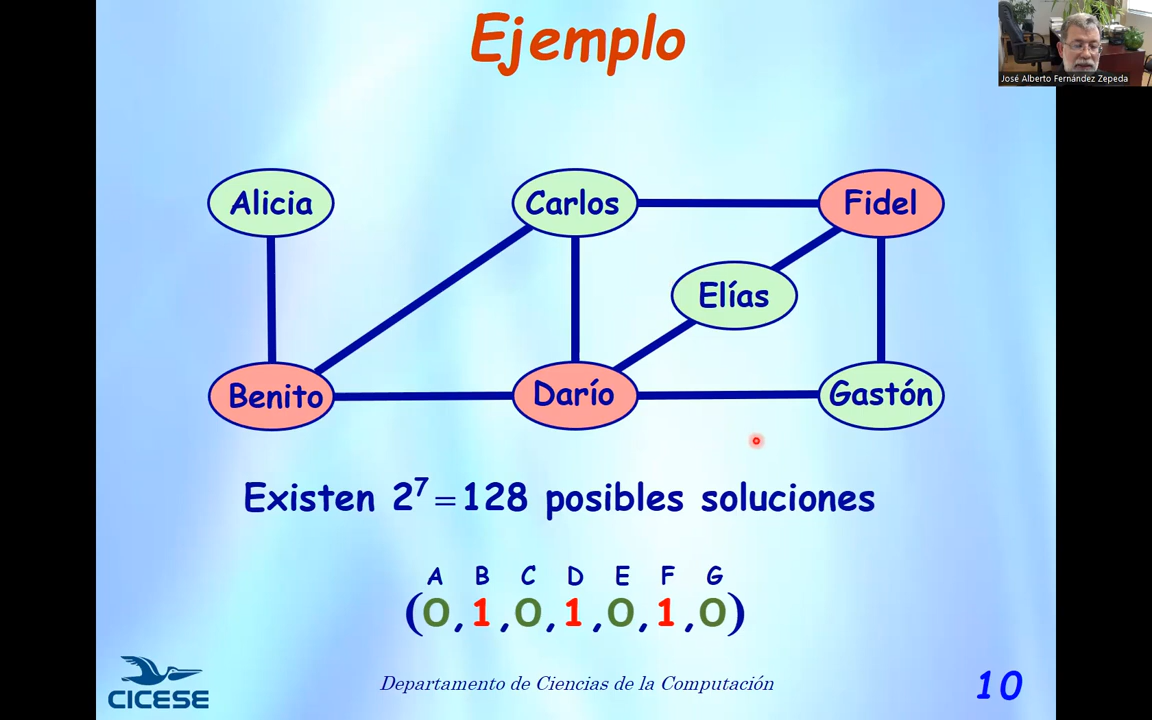 Ejemplo
José Alberto Fernández Zepeda
Alicia
Carlos
Fidel
Elías
Benito
Darío
Gastón
Existen 2⁷ = 128 posibles soluciones
A B C D E F G
(0,1,0,1,0,1,0)
CICESE
Departamento de Ciencias de la Computación
10